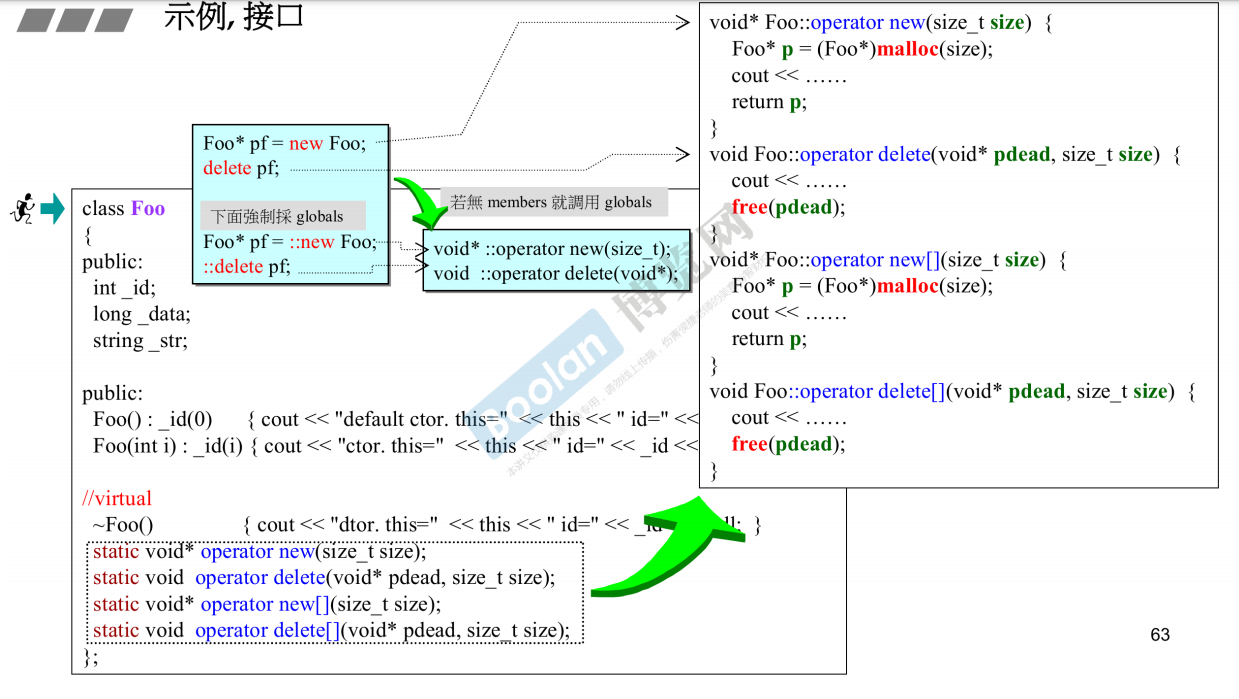 示例, 接口
void* Foo::operator new(size_t size) {
Foo* p = (Foo*)malloc(size);
cout << ……
return p;
}
void Foo::operator delete(void* pdead, size_t size) {
cout << ……
free(pdead);
}
void* Foo::operator new[](size_t size) {
Foo* p = (Foo*)malloc(size);
cout << ……
return p;
}
void Foo::operator delete[](void* pdead, size_t size) {
cout << ……
free(pdead);
}
Foo* pf = new Foo;
delete pf;
下面強制採 globals
Foo* pf = ::new Foo;
::delete pf;
若無 members 就調用 globals
void* ::operator new(size_t);
void ::operator delete(void*);
class Foo
{
public:
int _id;
long _data;
string _str;
public:
Foo() : _id(0) { cout << "default ctor. this=" << this << " id=" <<
Foo(int i) : _id(i) { cout << "ctor. this=" << this << " id=" << _id <<
//virtual
~Foo() { cout << "dtor. this=" << this << " id=" << }
static void* operator new(size_t size);
static void operator delete(void* pdead, size_t size);
static void* operator new[](size_t size);
static void operator delete[](void* pdead, size_t size);
};
Boolan 博览网
63